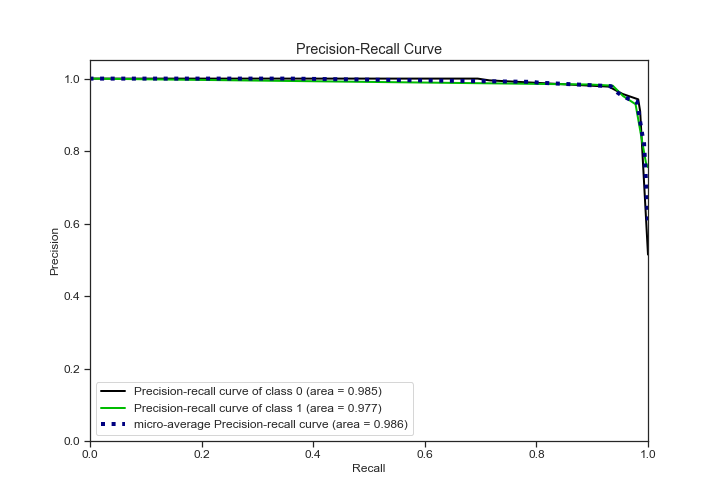 Precision-Recall Curve
1.0
0.8
0.6
0.4
0.2
0.0
Precision
Precision-recall curve of class 0 (area = 0.985)
Precision-recall curve of class 1 (area = 0.977)
micro-average Precision-recall curve (area = 0.986)
0.0 0.2 0.4 0.6 0.8 1.0
Recall